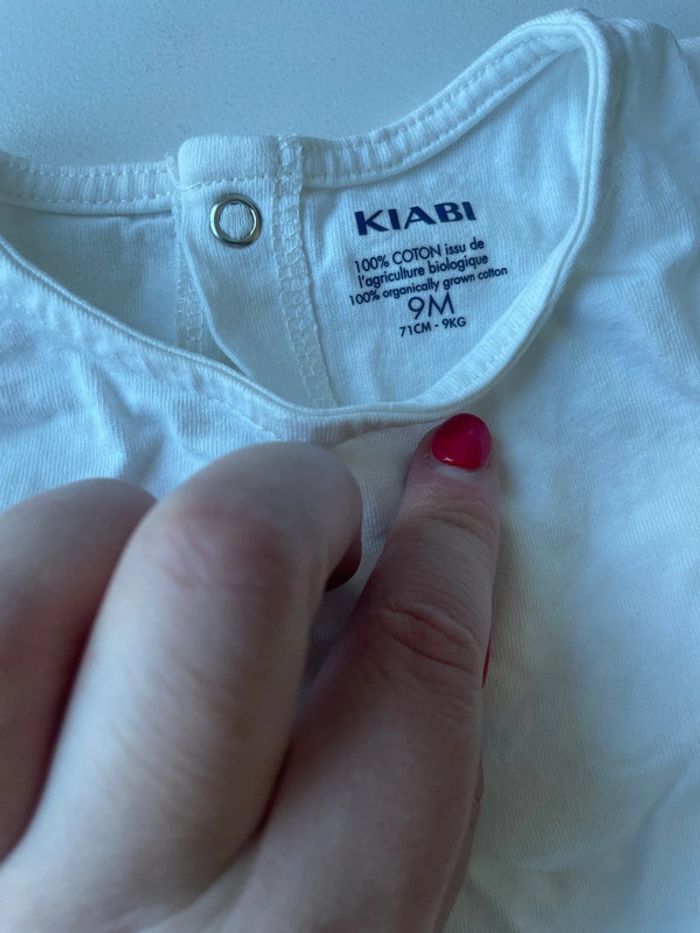 KIABI
100% COTON issu de
l'agriculture biologique
100% organically grown cotton
9M
71CM - 9KG